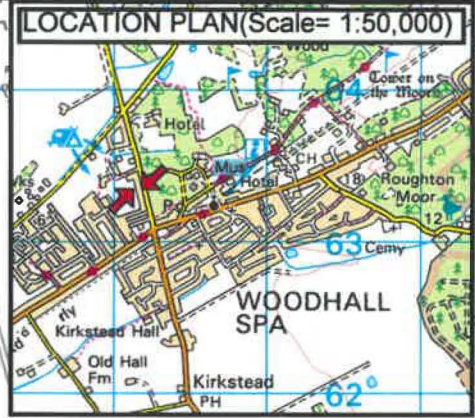 LOCATION PLAN(Scale= 1:50,000)
Wood
64
Tower on
the Moor
Hotel
Mus
CH
Hotel
18
Roughton
Moor
12
63
Cemy
WOODHALL
SPA
Kirkstead Hall
Old Hall
Fm
Kirkstead
PH
62